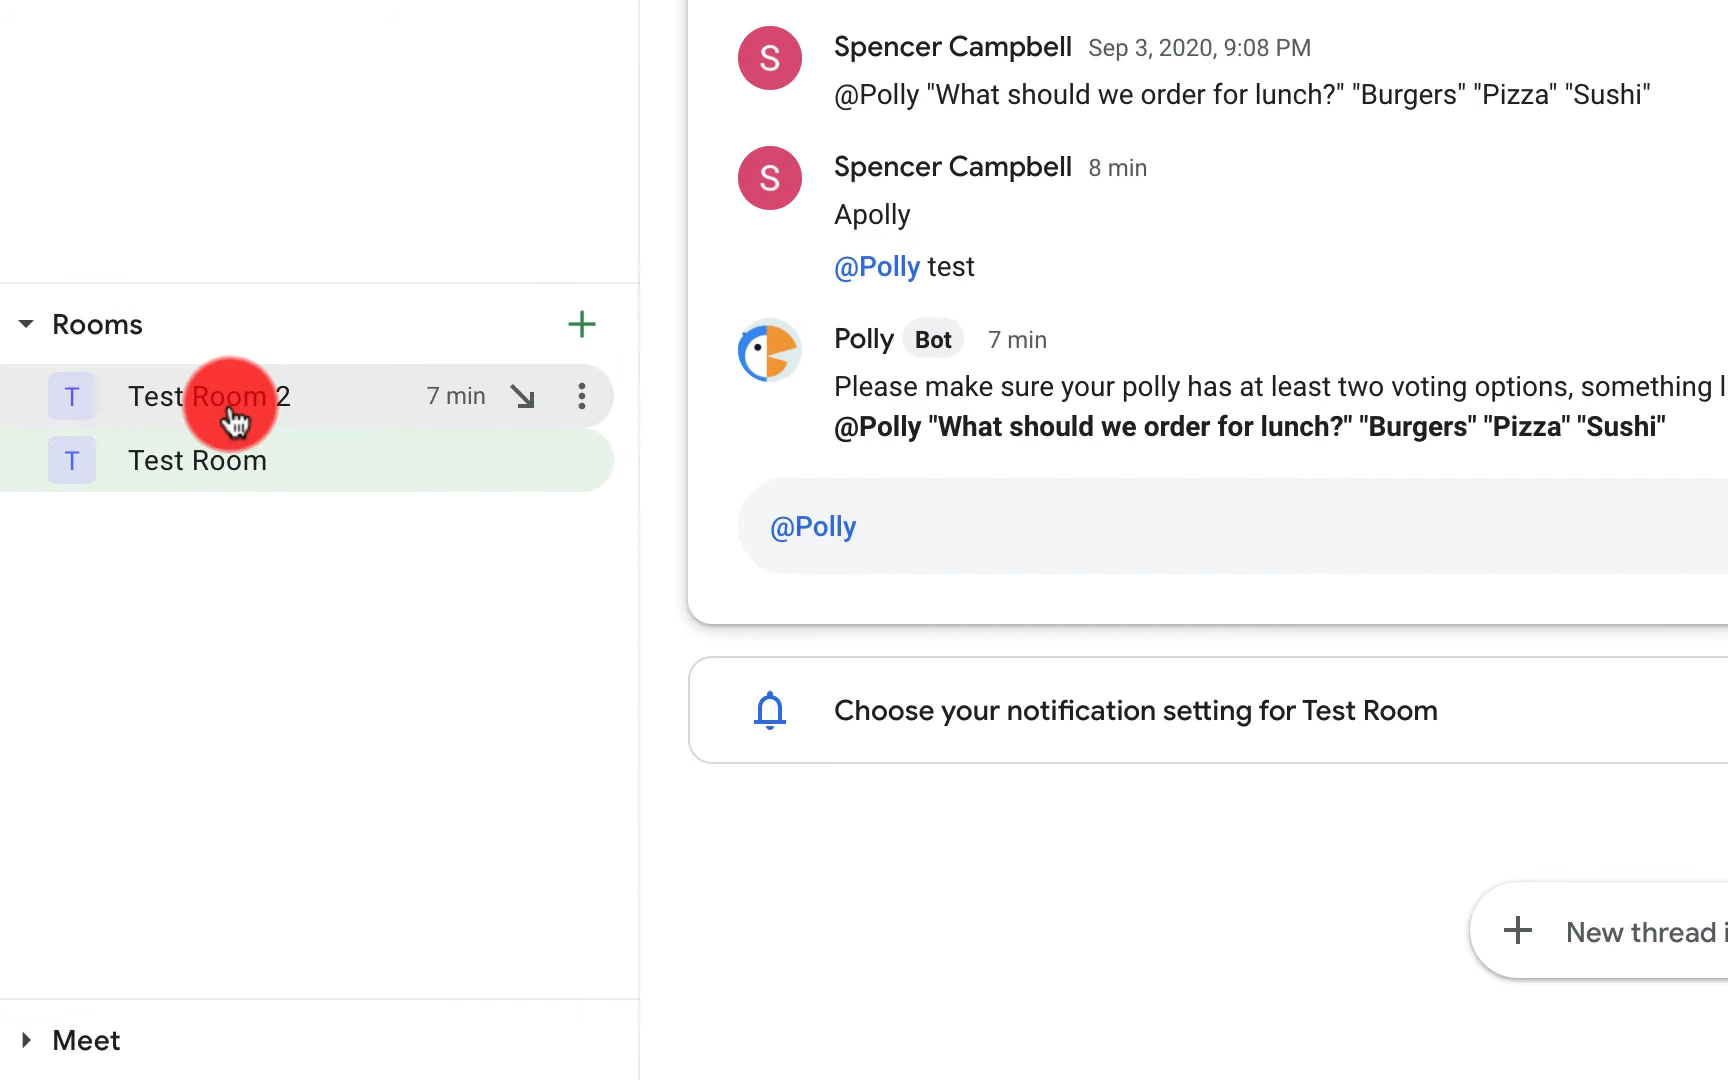 Spencer Campbell Sep 3, 2020, 9:08 PM
@Polly "What should we order for lunch?" "Burgers" "Pizza" "Sushi"
Spencer Campbell 8 min
Apolly
@Polly test
Polly Bot 7 min
Please make sure your polly has at least two voting options, something
@Polly "What should we order for lunch?" "Burgers" "Pizza" "Sushi"
@Polly
Choose your notification setting for Test Room
New thread
Rooms
T Test Room 2 7 min
T Test Room
Meet
S
S